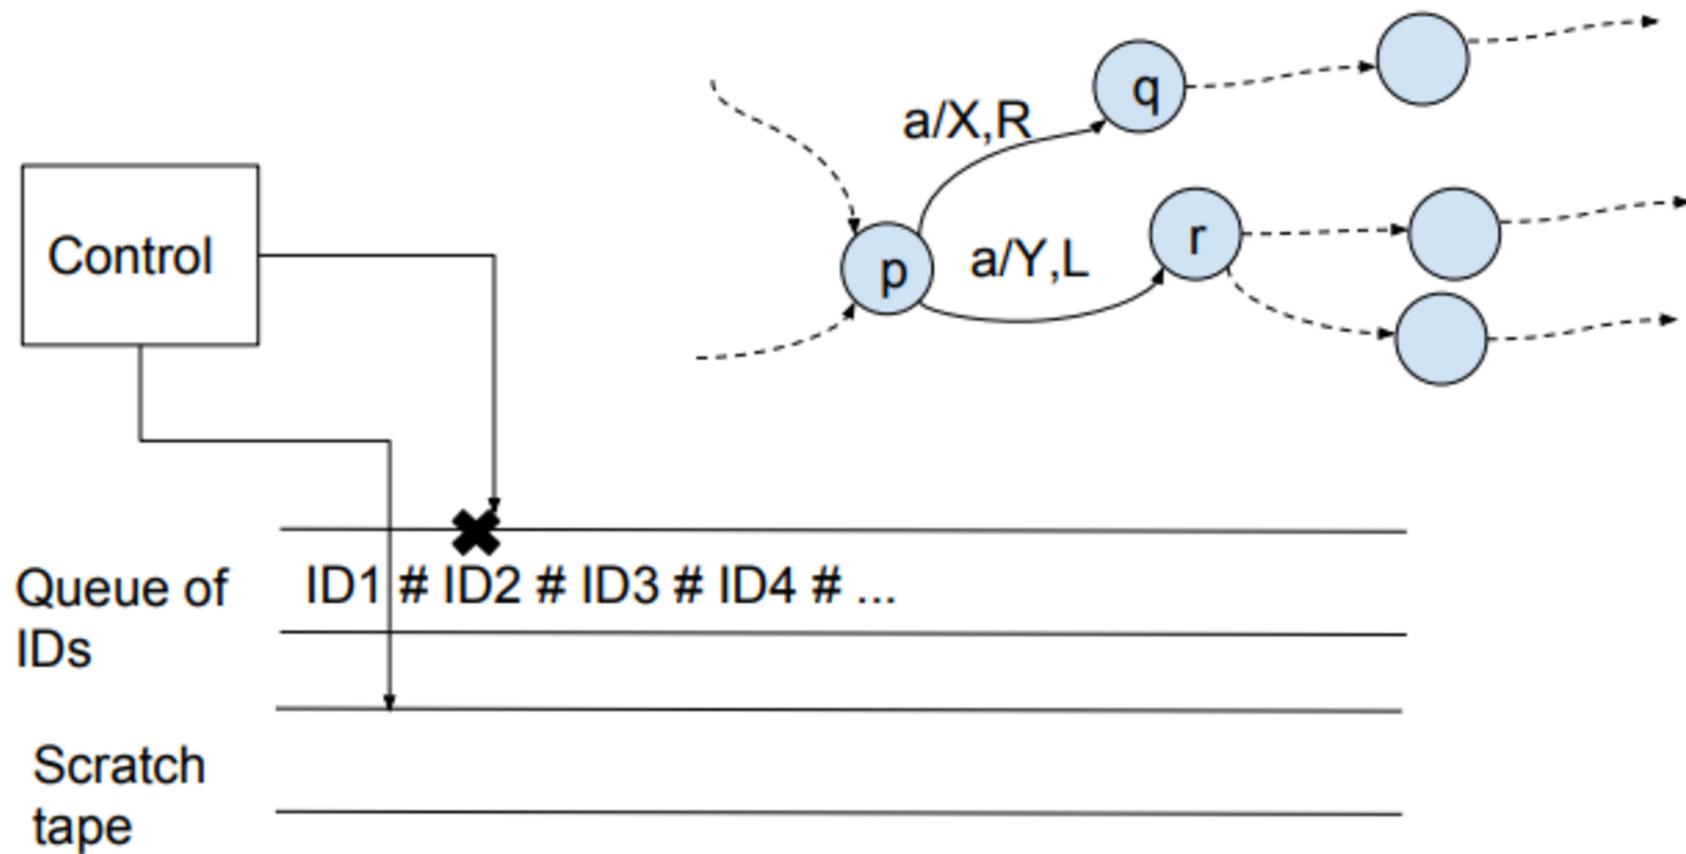 q
a/X,R
Control
p
a/Y,L
r
Queue of
IDs
ID1 # ID2 # ID3 # ID4 # ...
Scratch
tape